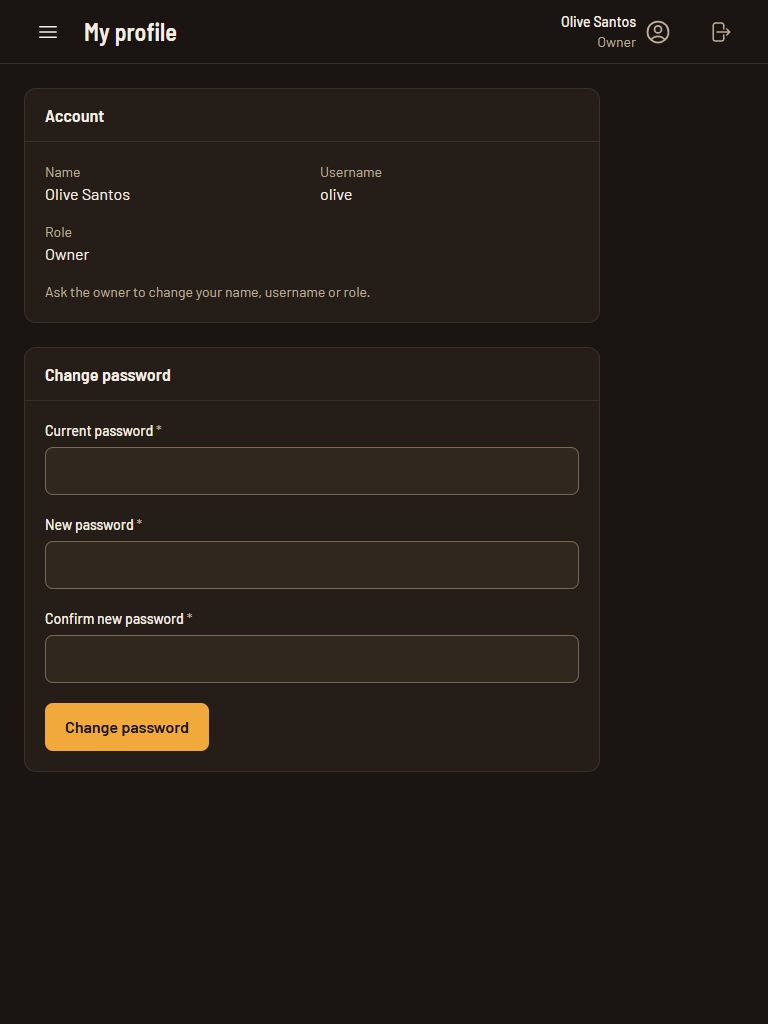 My profile
Olive Santos
Owner
Account
Name
Olive Santos
Username
olive
Role
Owner
Ask the owner to change your name, username or role.
Change password
Current password *
New password *
Confirm new password *
Change password